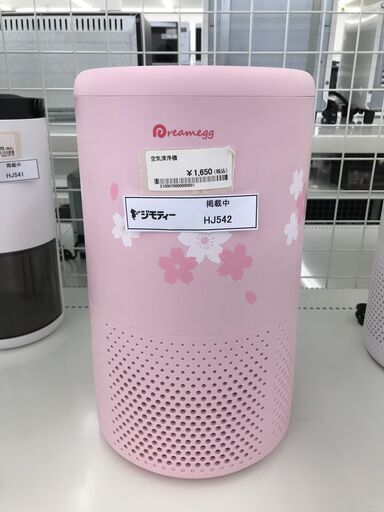 Dreamegg
空気清浄機
¥1,650(税込)
2100070000000051
掲載中
ジモティー
HJ542
掲載中
HJ541